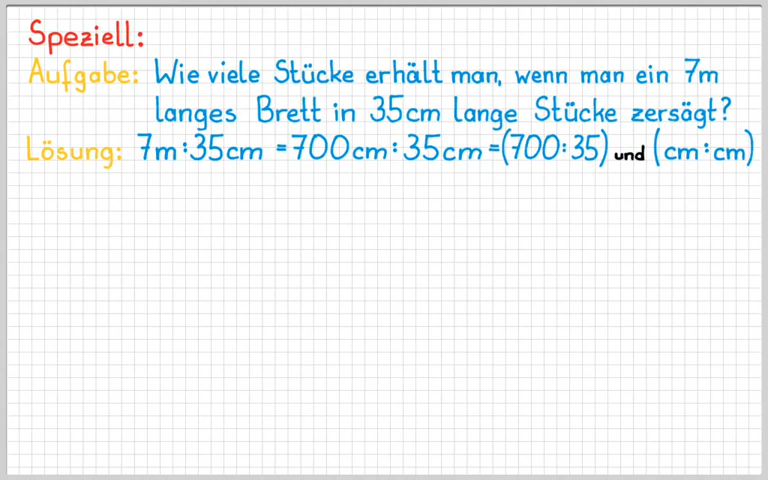 Speziell:
Aufgabe: Wie viele Stücke erhält man, wenn man ein 7m
langes Brett in 35cm lange Stücke zersägt?
Lösung: 7m:35cm =700cm:35cm=(700:35) und (cm:cm)